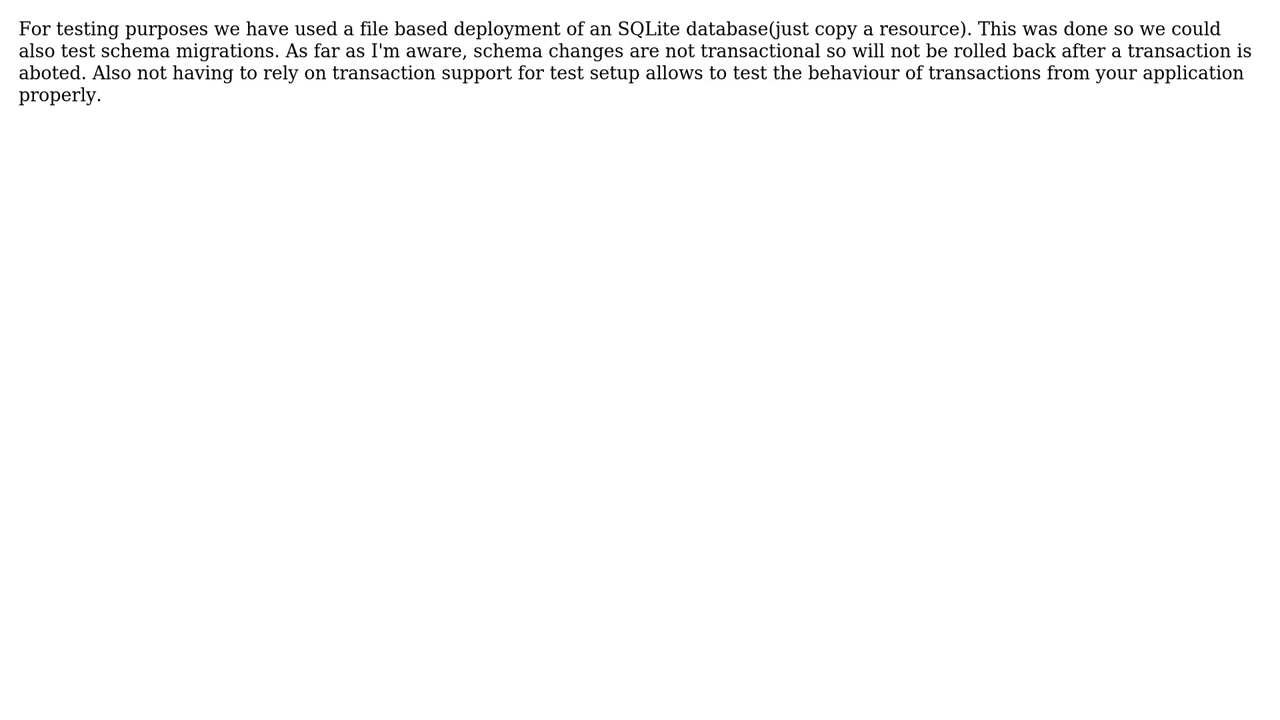 For testing purposes we have used a file based deployment of an SQLite database(just copy a resource). This was done so we could
also test schema migrations. As far as I'm aware, schema changes are not transactional so will not be rolled back after a transaction is
aboted. Also not having to rely on transaction support for test setup allows to test the behaviour of transactions from your application
properly.